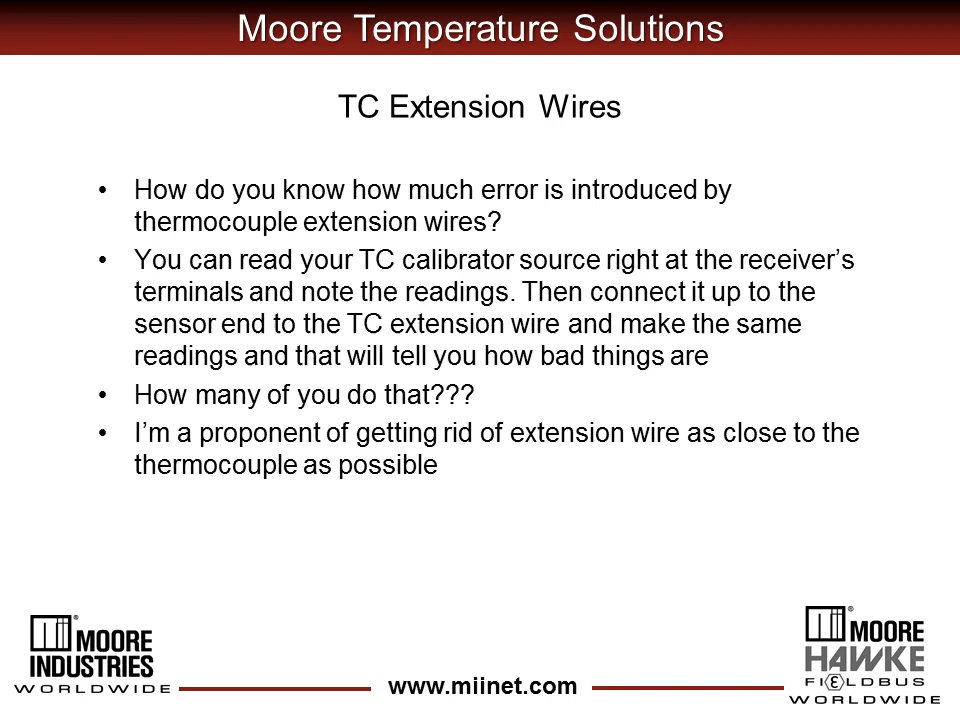 Moore Temperature Solutions
TC Extension Wires
• How do you know how much error is introduced by
thermocouple extension wires?
• You can read your TC calibrator source right at the receiver’s
terminals and note the readings. Then connect it up to the
sensor end to the TC extension wire and make the same
readings and that will tell you how bad things are
• How many of you do that???
• I’m a proponent of getting rid of extension wire as close to the
thermocouple as possible
® MOORE
INDUSTRIES
WORLDWIDE
www.miinet.com
® MOORE
HAWKE
FIELDBUS
WORLDWIDE